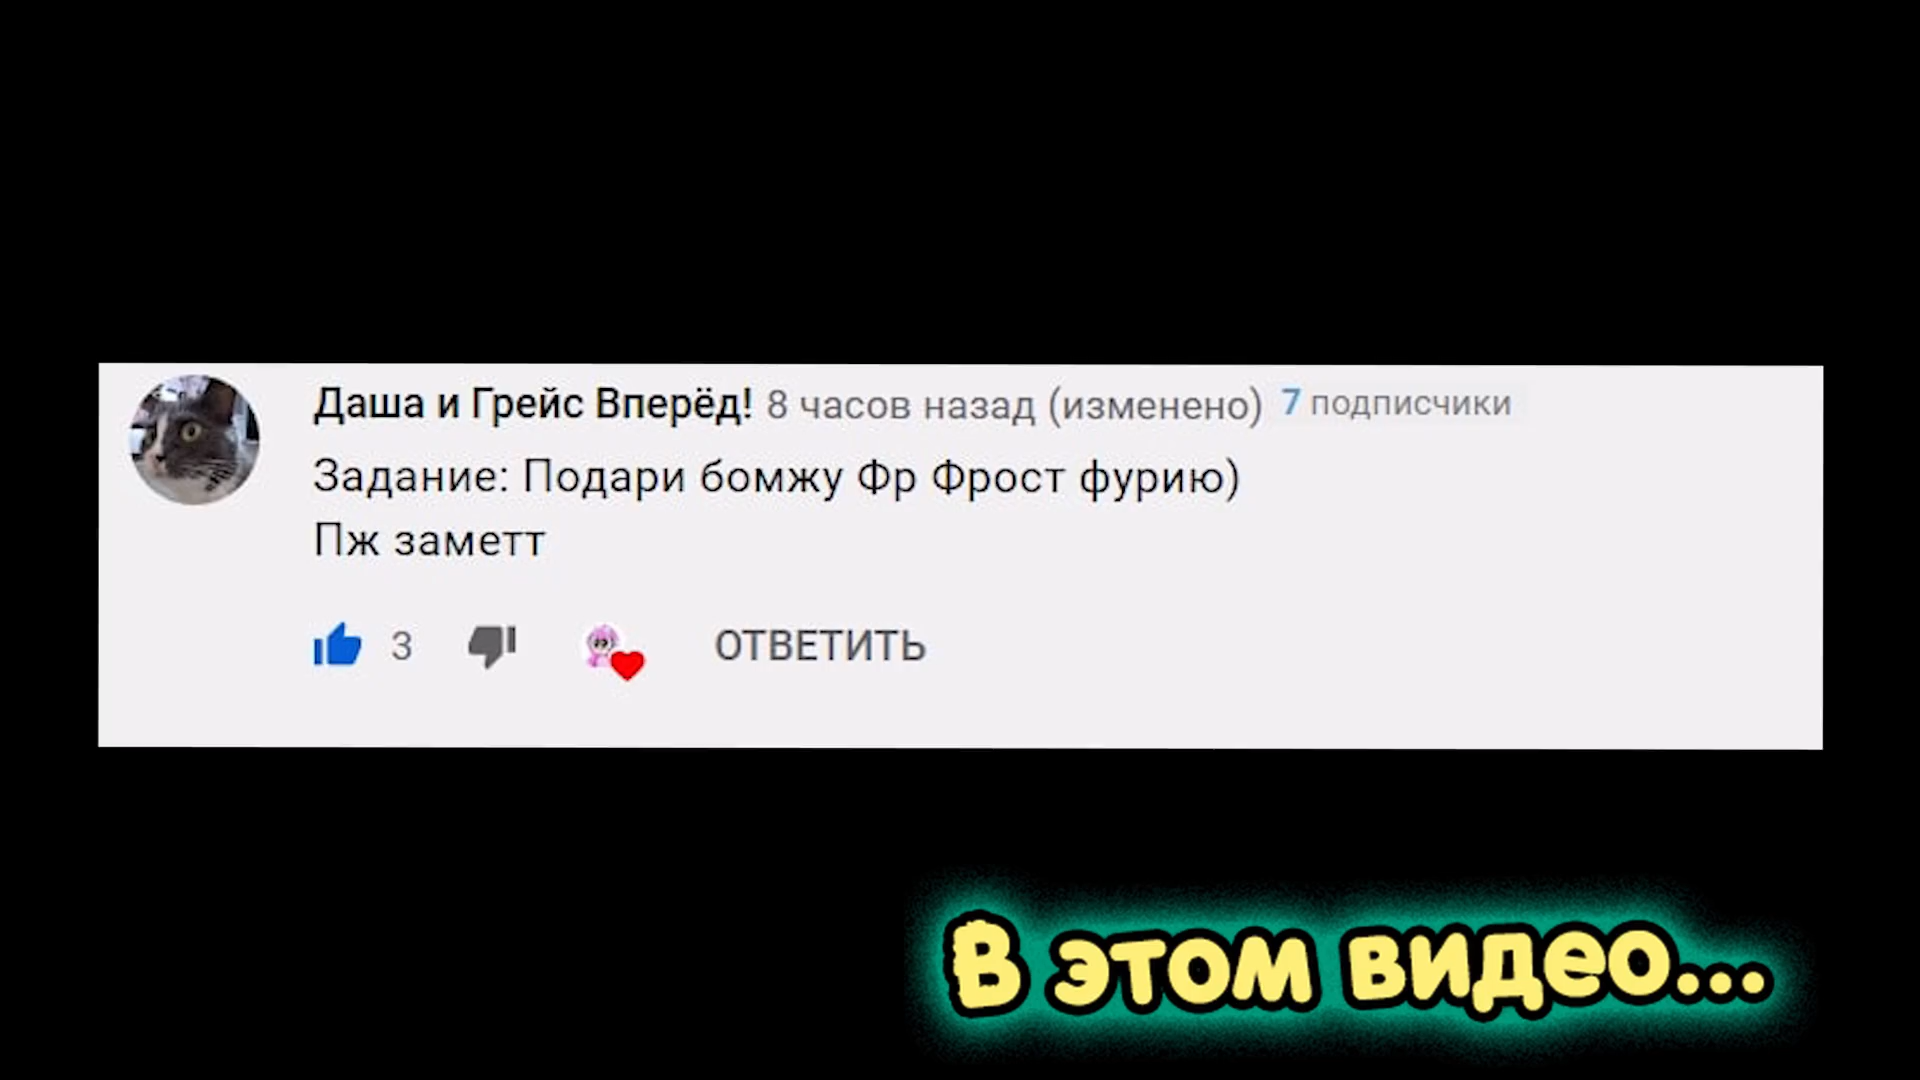 Даша и Грейс Вперёд! 8 часов назад (изменено) 7 подписчики
Задание: Подари бомжу Фр Фрост фурию)
Пж заметт
3 ОТВЕТИТЬ
В этом видео...